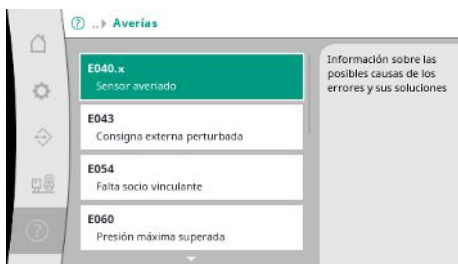 ? ..▸ Averías
E040.x
Sensor averiado
E043
Consigna externa perturbada
E054
Falta socio vinculante
E060
Presión máxima superada
Información sobre las
posibles causas de los
errores y sus soluciones
?